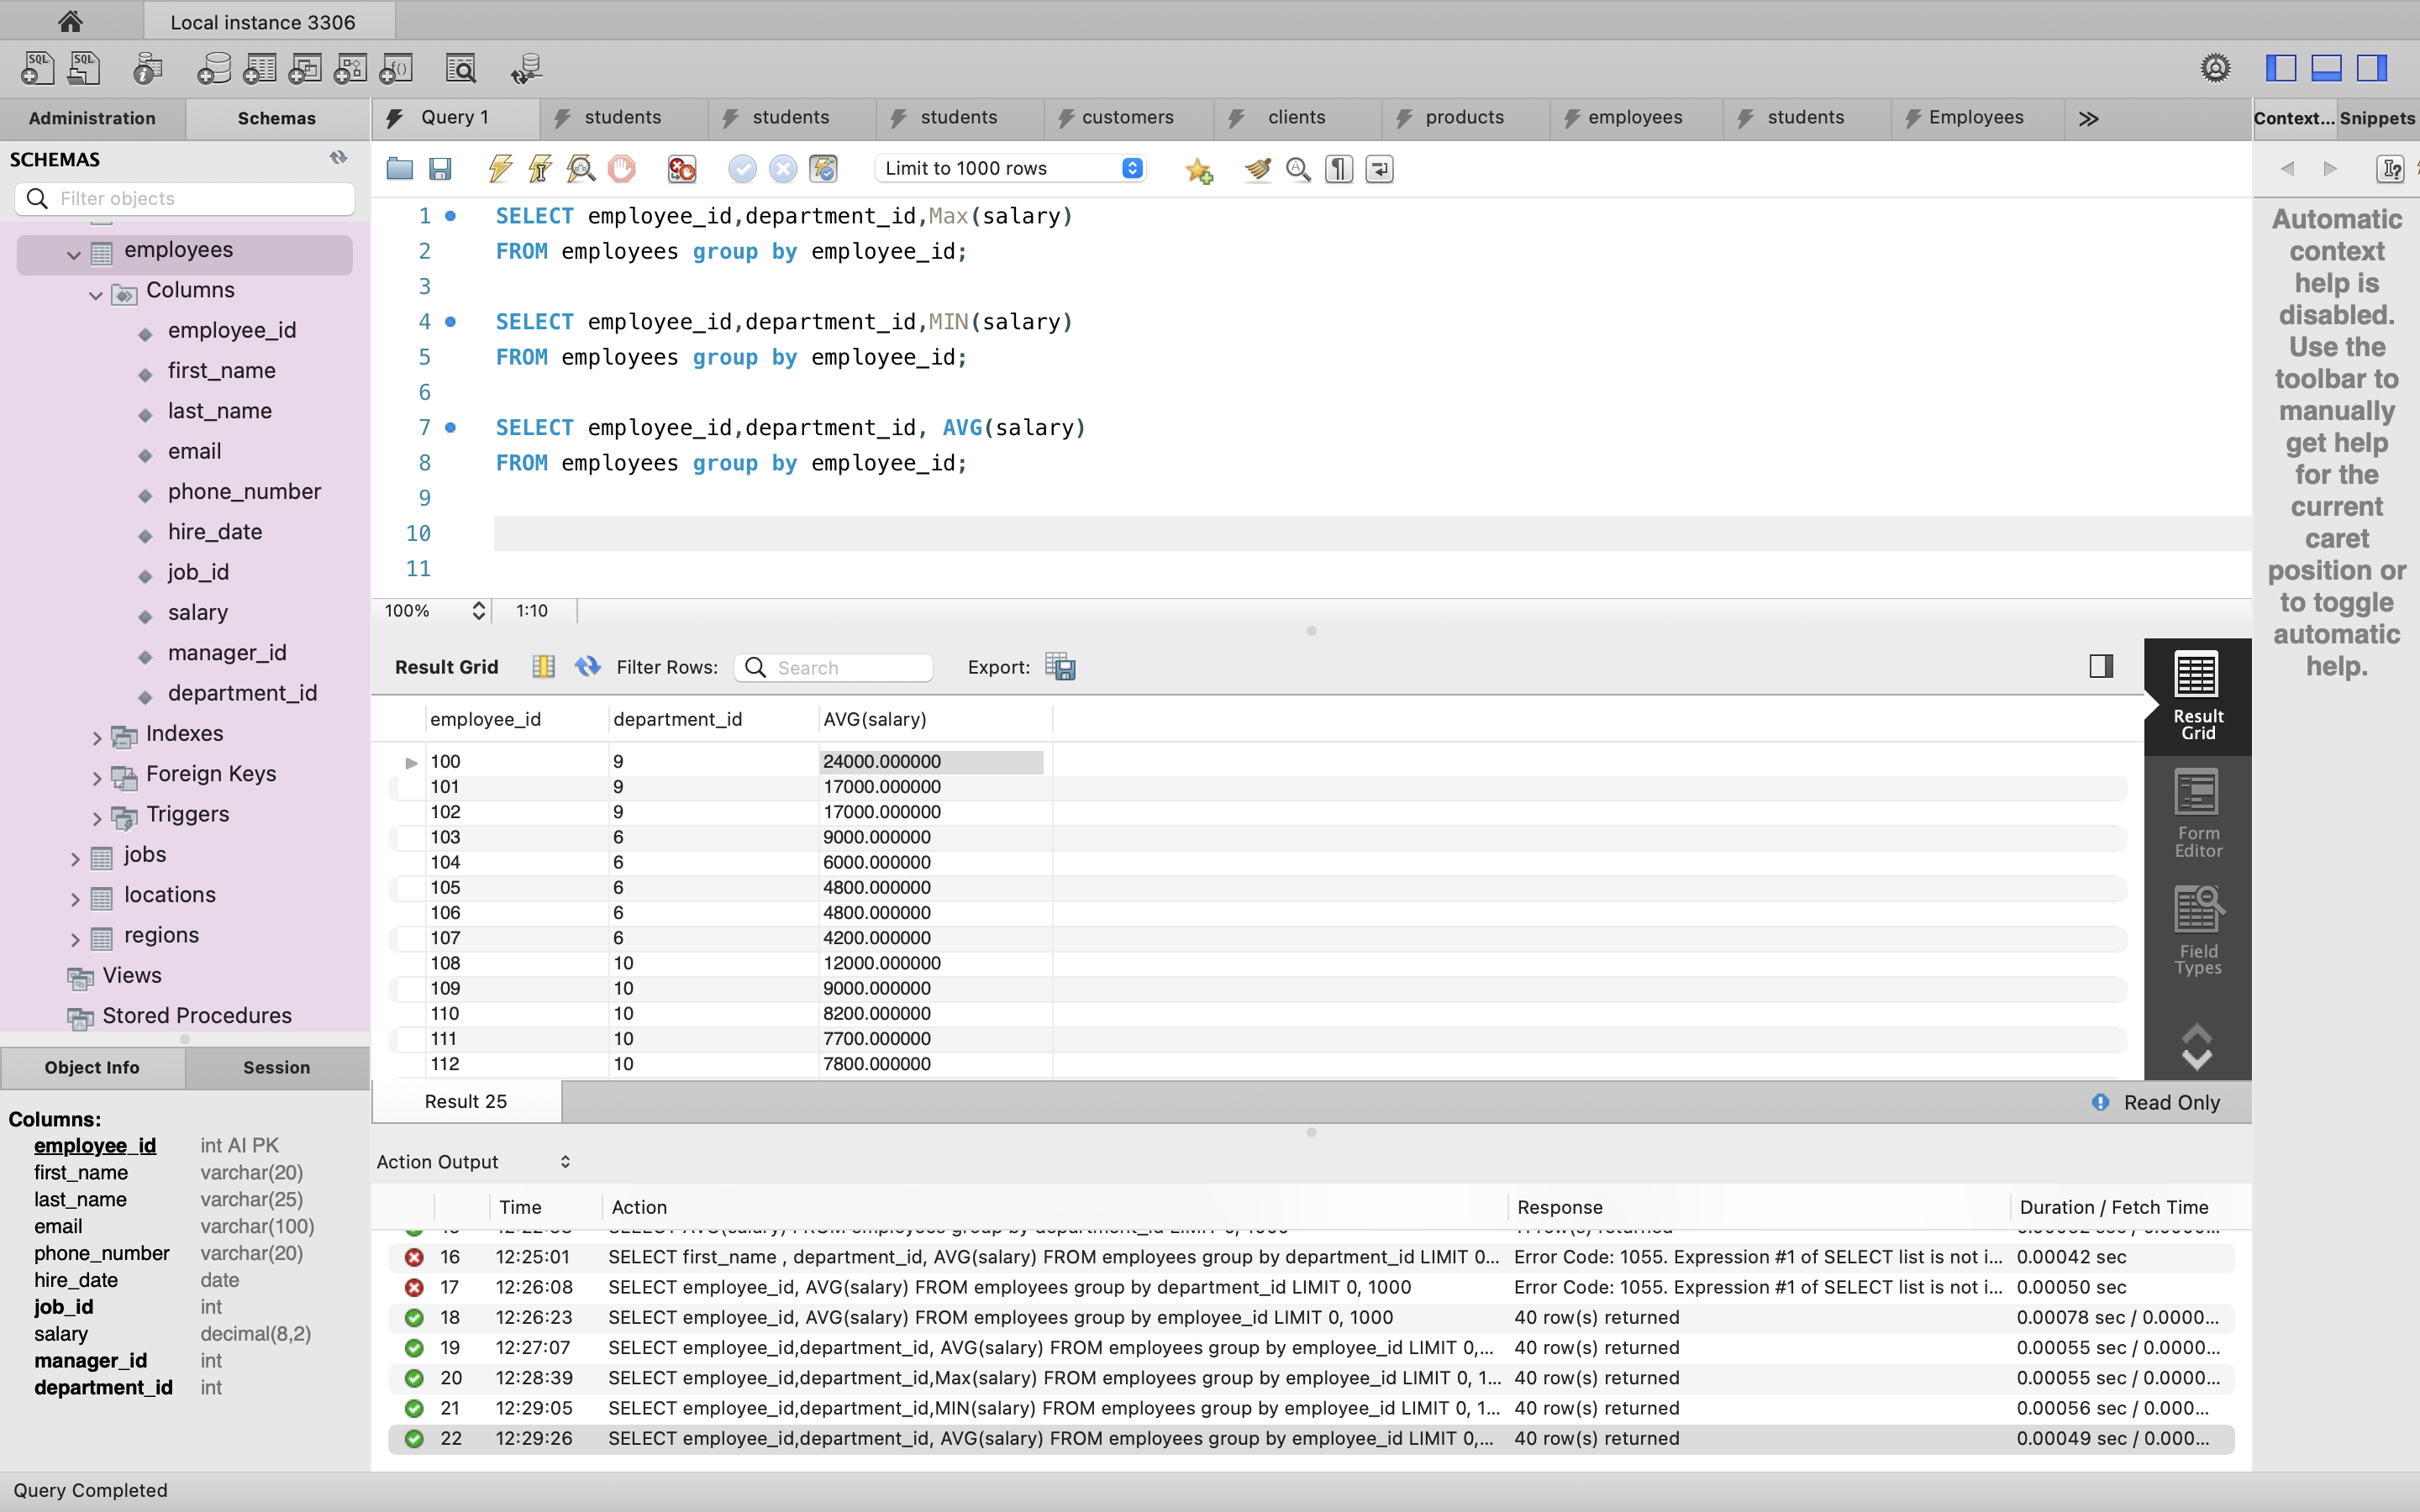 Local instance 3306
SQL SQL
Administration Schemas
SCHEMAS
Filter objects
employees
Columns
employee_id
first_name
last_name
email
phone_number
hire_date
job_id
salary
manager_id
department_id
Indexes
Foreign Keys
Triggers
jobs
locations
regions
Views
Stored Procedures
Object Info Session
Columns:
employee_id int AI PK
first_name varchar(20)
last_name varchar(25)
email varchar(100)
phone_number varchar(20)
hire_date date
job_id int
salary decimal(8,2)
manager_id int
department_id int
Query 1 students students students customers clients products employees students Employees
Limit to 1000 rows
1 SELECT employee_id,department_id,Max(salary)
2 FROM employees group by employee_id;
3
4 SELECT employee_id,department_id,MIN(salary)
5 FROM employees group by employee_id;
6
7 SELECT employee_id,department_id, AVG(salary)
8 FROM employees group by employee_id;
9
10
11
100% 1:10
Result Grid Filter Rows: Search Export:
employee_id department_id AVG(salary)
100 9 24000.000000
101 9 17000.000000
102 9 17000.000000
103 6 9000.000000
104 6 6000.000000
105 6 4800.000000
106 6 4800.000000
107 6 4200.000000
108 10 12000.000000
109 10 9000.000000
110 10 8200.000000
111 10 7700.000000
112 10 7800.000000
Result Grid
Form Editor
Field Types
Result 25 Read Only
Action Output
Time Action Response Duration / Fetch Time
16 12:25:01 SELECT first_name , department_id, AVG(salary) FROM employees group by department_id LIMIT 0... Error Code: 1055. Expression #1 of SELECT list is not i... 0.00042 sec
17 12:26:08 SELECT employee_id, AVG(salary) FROM employees group by department_id LIMIT 0, 1000 Error Code: 1055. Expression #1 of SELECT list is not i... 0.00050 sec
18 12:26:23 SELECT employee_id, AVG(salary) FROM employees group by employee_id LIMIT 0, 1000 40 row(s) returned 0.00078 sec / 0.0000...
19 12:27:07 SELECT employee_id,department_id, AVG(salary) FROM employees group by employee_id LIMIT 0,... 40 row(s) returned 0.00055 sec / 0.0000...
20 12:28:39 SELECT employee_id,department_id,Max(salary) FROM employees group by employee_id LIMIT 0, 1... 40 row(s) returned 0.00055 sec / 0.0000...
21 12:29:05 SELECT employee_id,department_id,MIN(salary) FROM employees group by employee_id LIMIT 0, 1... 40 row(s) returned 0.00056 sec / 0.000...
22 12:29:26 SELECT employee_id,department_id, AVG(salary) FROM employees group by employee_id LIMIT 0,... 40 row(s) returned 0.00049 sec / 0.000...
Context... Snippets
Automatic
context
help is
disabled.
Use the
toolbar to
manually
get help
for the
current
caret
position or
to toggle
automatic
help.
Query Completed